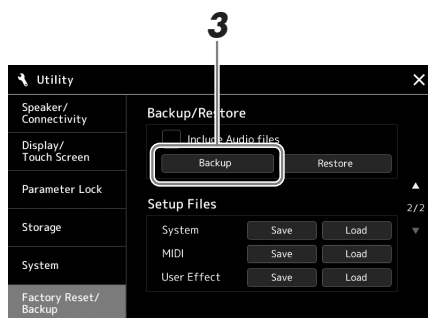 3
Utility
Speaker/
Connectivity
Display/
Touch Screen
Parameter Lock
Storage
System
Factory Reset/
Backup
Backup/Restore
Include Audio files
Backup Restore
2/2
Setup Files
System Save Load
MIDI Save Load
User Effect Save Load